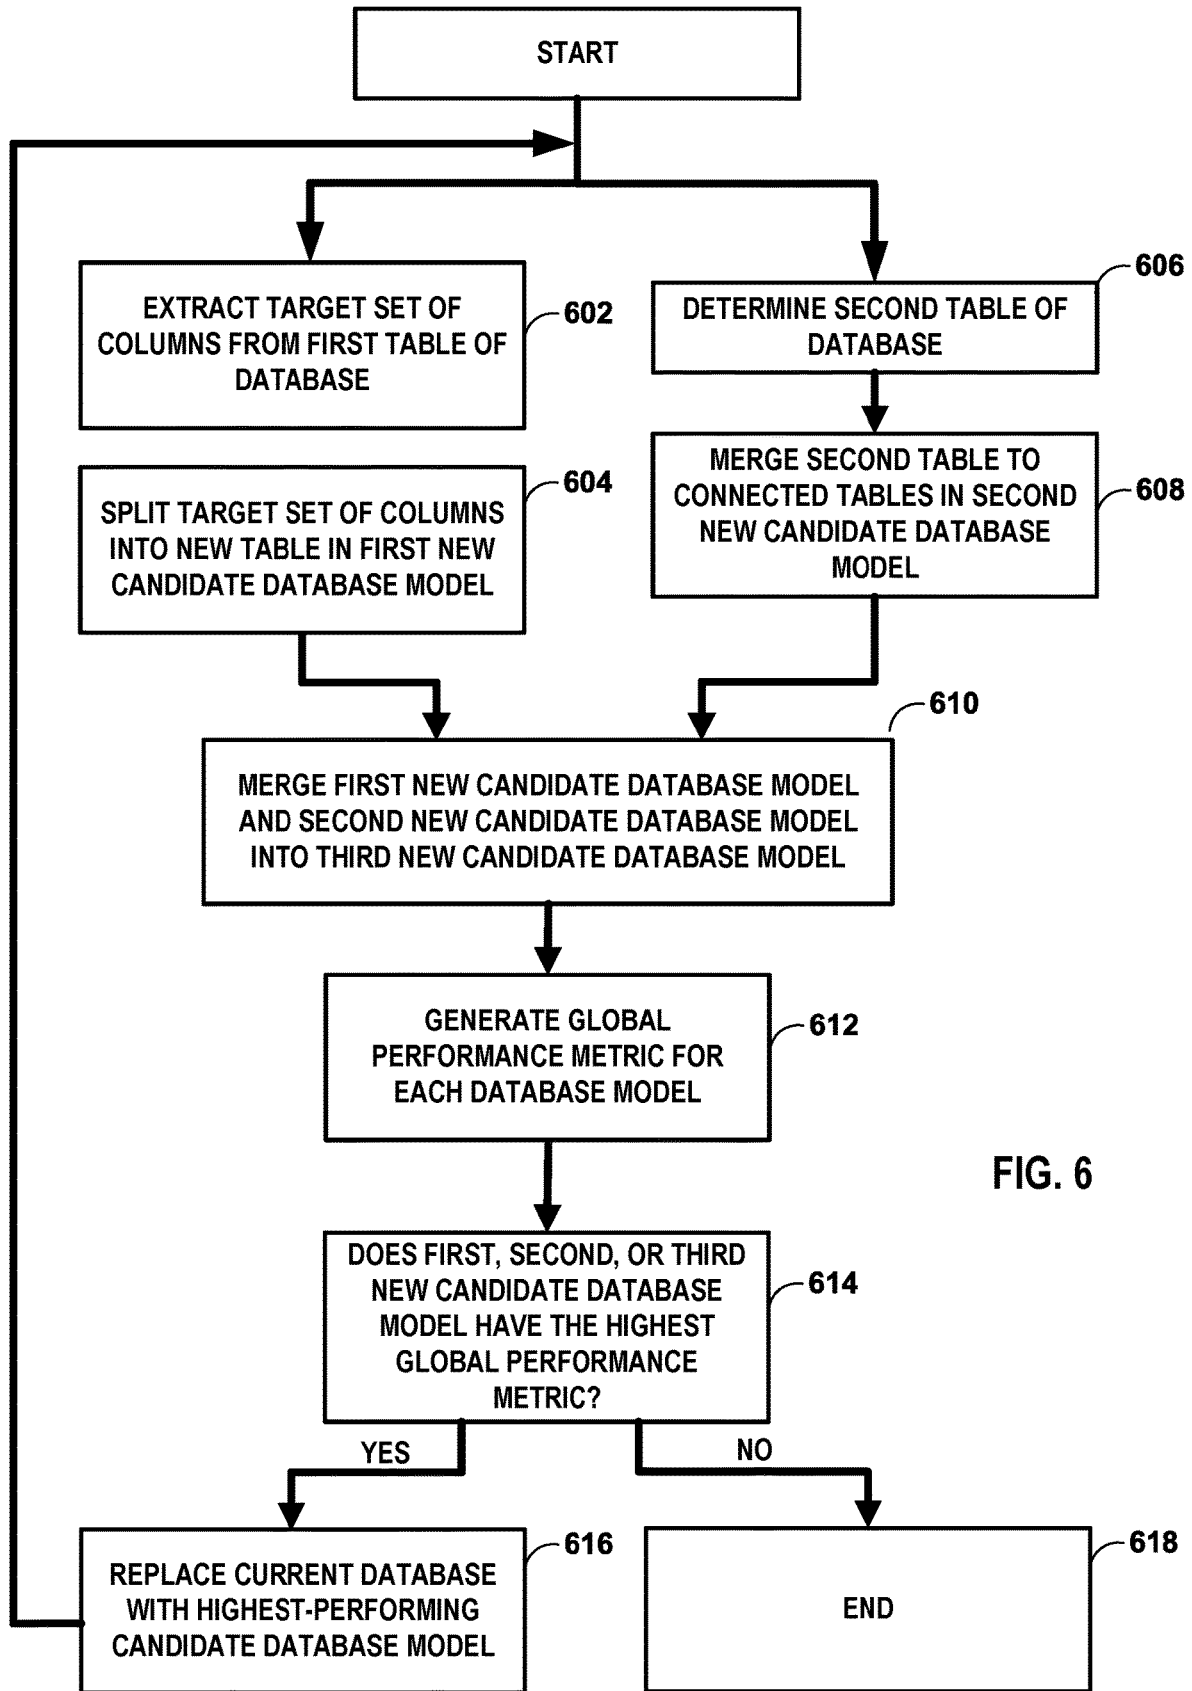 START
EXTRACT TARGET SET OF
COLUMNS FROM FIRST TABLE OF
DATABASE
602
606
DETERMINE SECOND TABLE OF
DATABASE
SPLIT TARGET SET OF COLUMNS
INTO NEW TABLE IN FIRST NEW
CANDIDATE DATABASE MODEL
604
MERGE SECOND TABLE TO
CONNECTED TABLES IN SECOND
NEW CANDIDATE DATABASE
MODEL
608
610
MERGE FIRST NEW CANDIDATE DATABASE MODEL
AND SECOND NEW CANDIDATE DATABASE MODEL
INTO THIRD NEW CANDIDATE DATABASE MODEL
GENERATE GLOBAL
PERFORMANCE METRIC FOR
EACH DATABASE MODEL
612
FIG. 6
DOES FIRST, SECOND, OR THIRD
NEW CANDIDATE DATABASE
MODEL HAVE THE HIGHEST
GLOBAL PERFORMANCE
METRIC?
614
YES
NO
REPLACE CURRENT DATABASE
WITH HIGHEST-PERFORMING
CANDIDATE DATABASE MODEL
616
END
618